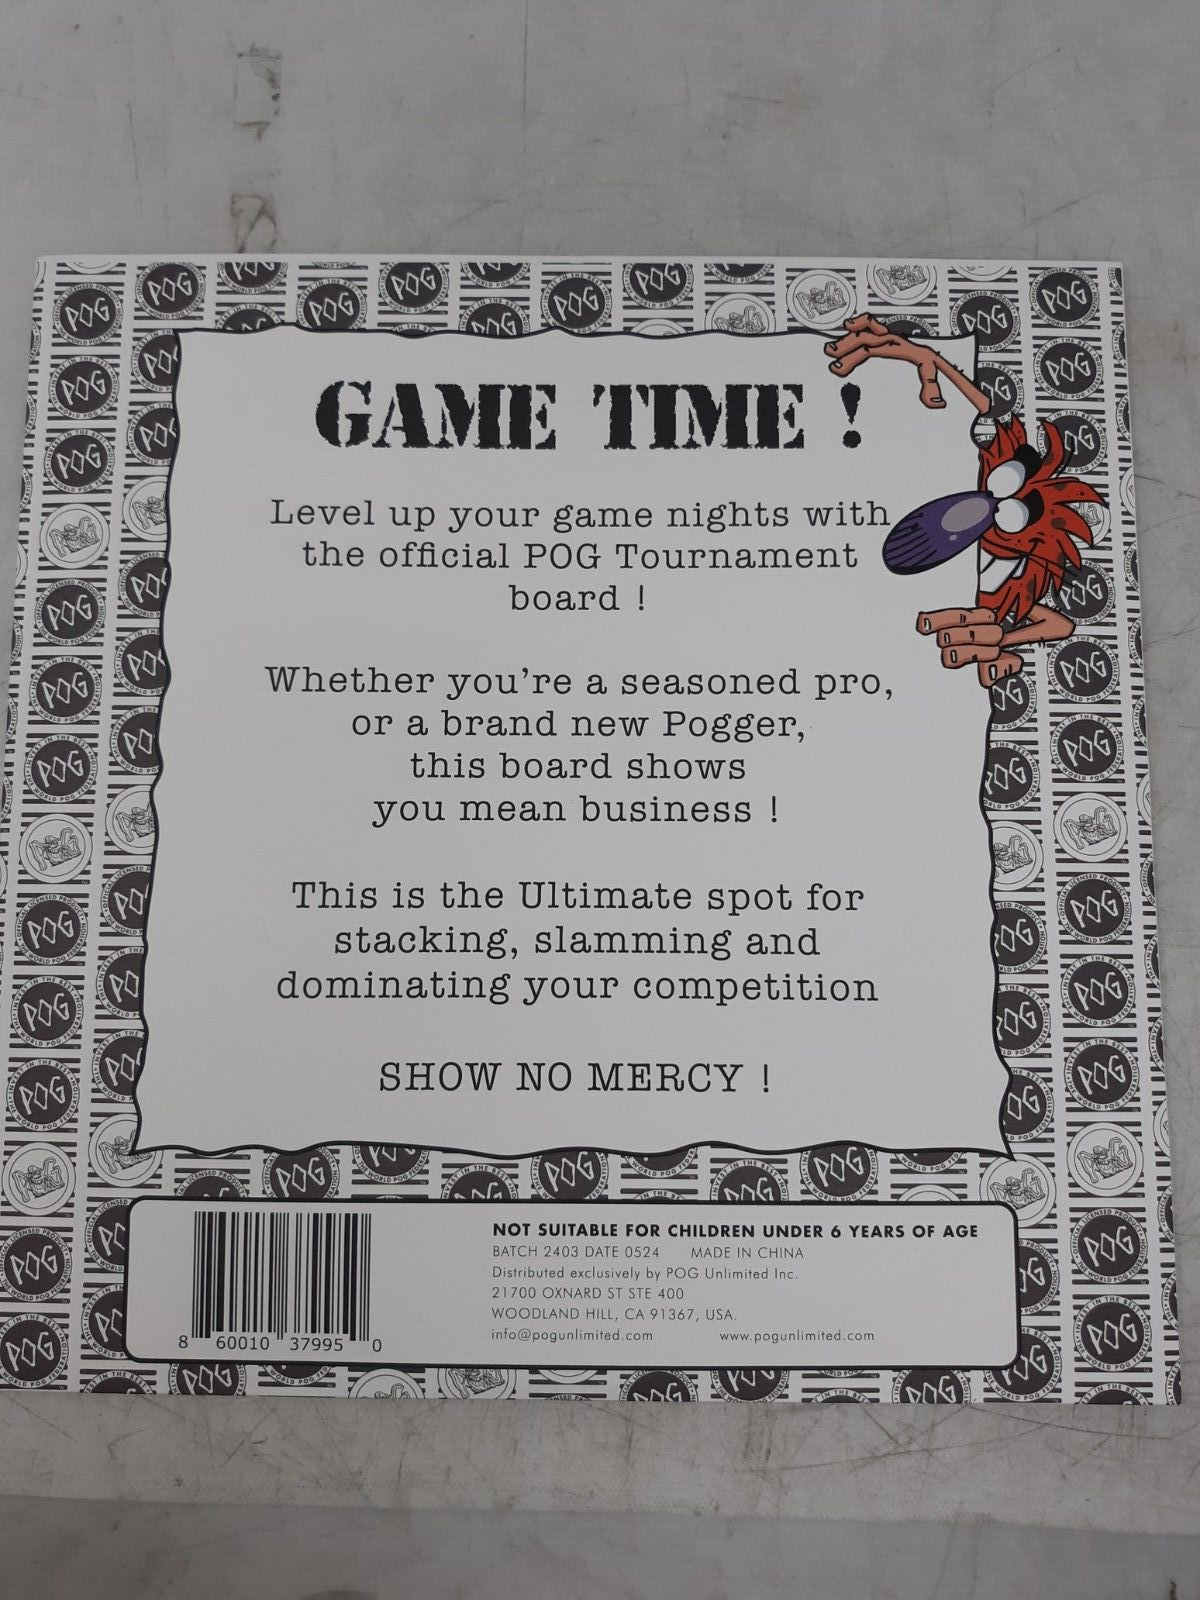 GAME TIME !
Level up your game nights with
the official POG Tournament
board !
Whether you're a seasoned pro,
or a brand new Pogger,
this board shows
you mean business !
This is the Ultimate spot for
stacking, slamming and
dominating your competition
SHOW NO MERCY !
NOT SUITABLE FOR CHILDREN UNDER 6 YEARS OF AGE
BATCH 2403 DATE 0524 MADE IN CHINA
Distributed exclusively by POG Unlimited Inc.
21700 OXNARD ST STE 400
WOODLAND HILL, CA 91367, USA.
info@pogunlimited.com www.pogunlimited.com
8 60010 37995 0